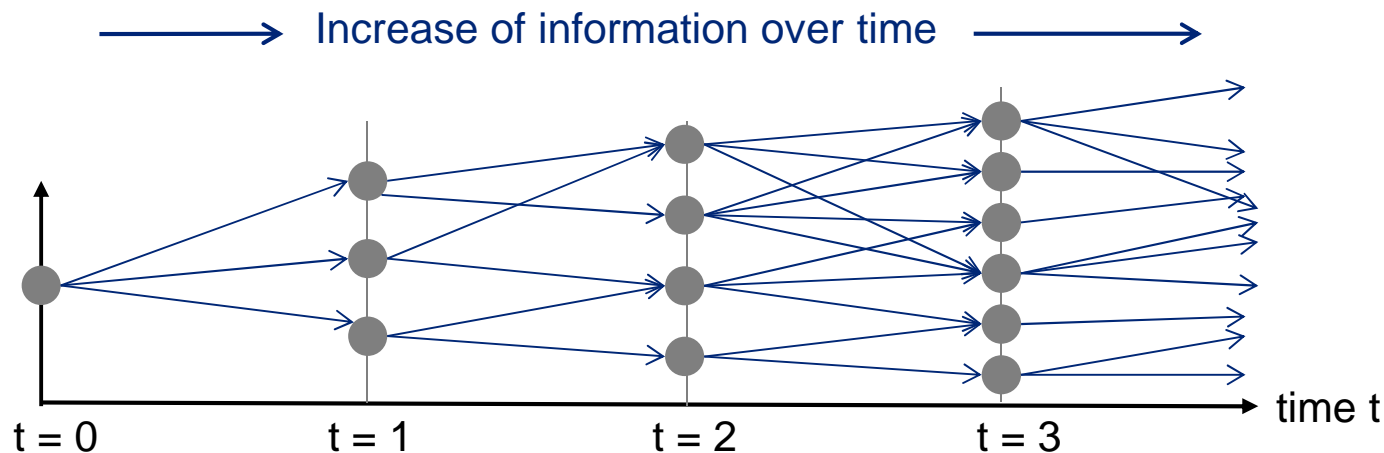 Increase of information over time
time t
t = 0
t = 1
t = 2
t = 3